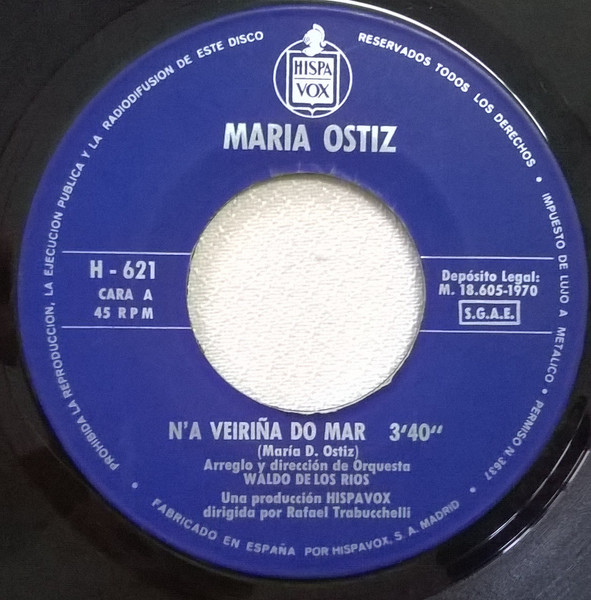 HISPA
VOX
MARIA OSTIZ
H - 621
CARA A
45 RPM
Depósito Legal:
M. 18.605-1970
S.G.A.E.
N'A VEIRIÑA DO MAR 3'40"
(María D. Ostiz)
Arreglo y dirección de Orquesta
WALDO DE LOS RIOS
Una producción HISPAVOX
dirigida por Rafael Trabucchelli
PROHIBIDA LA REPRODUCCION, LA EJECUCION PUBLICA Y LA RADIODIFUSION DE ESTE DISCO
RESERVADOS TODOS LOS DERECHOS • IMPUESTO DE LUJO A METALICO • PERMISO N. 3637 •
FABRICADO EN ESPAÑA POR HISPAVOX, S. A. MADRID •